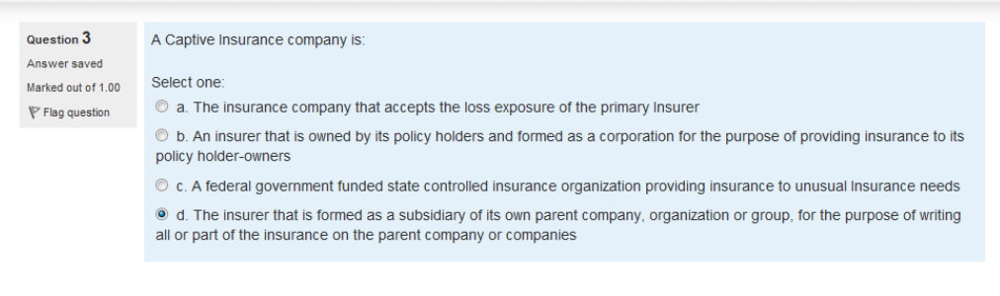 Question 3
Answer saved
Marked out of 1.00
Flag question
A Captive Insurance company is:
Select one:
a. The insurance company that accepts the loss exposure of the primary Insurer
b. An insurer that is owned by its policy holders and formed as a corporation for the purpose of providing insurance to its
policy holder-owners
c. A federal government funded state controlled insurance organization providing insurance to unusual Insurance needs
d. The insurer that is formed as a subsidiary of its own parent company, organization or group, for the purpose of writing
all or part of the insurance on the parent company or companies